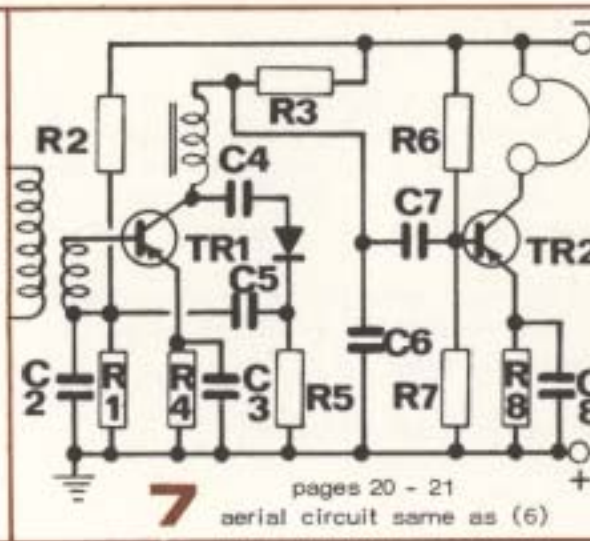 −
R2
R3
R6
C4
C7
TR1
TR2
C5
C6
C2
R1
R4
C3
R5
R7
R8
C8
+
7
pages 20 - 21
aerial circuit same as (6)